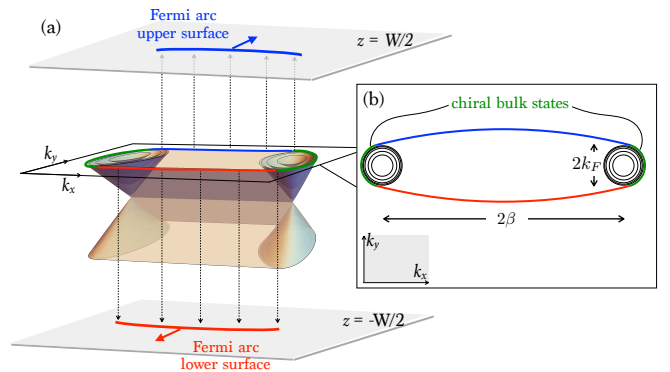 (a)
Fermi arc
upper surface
z = W/2
k_y
k_x
(b)
chiral bulk states
2k_F
2β
k_y
k_x
z = -W/2
Fermi arc
lower surface